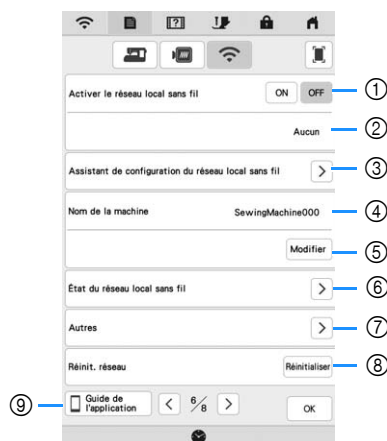 Activer le réseau local sans fil ON OFF ①
Aucun ②
Assistant de configuration du réseau local sans fil > ③
Nom de la machine SewingMachine000 ④
Modifier ⑤
État du réseau local sans fil > ⑥
Autres > ⑦
Réinit. réseau Réinitialiser ⑧
⑨ Guide de
l'application < 6/8 > OK